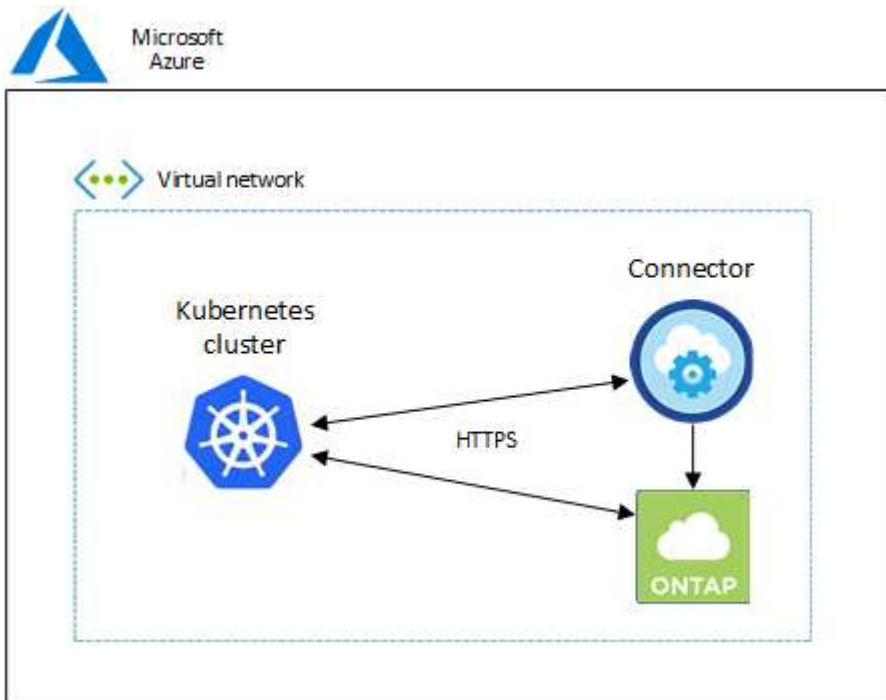 Microsoft
Azure
Virtual network
Connector
Kubernetes
cluster
HTTPS
ONTAP